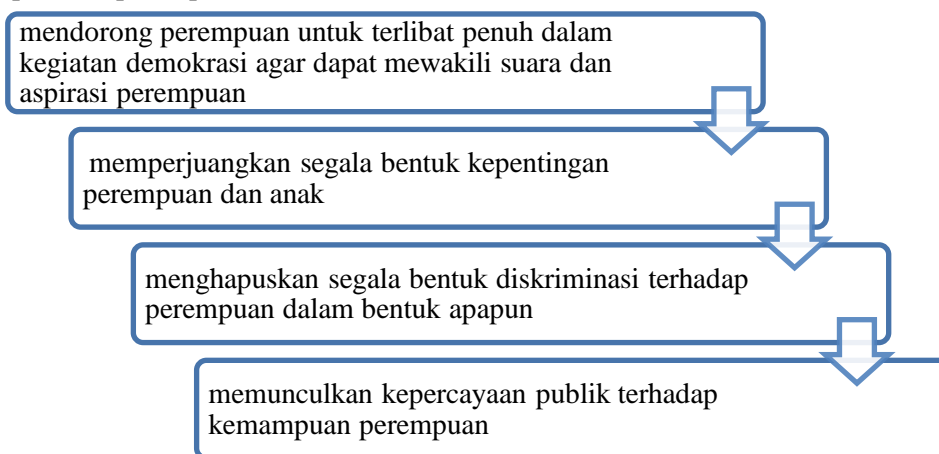 mendorong perempuan untuk terlibat penuh dalam
kegiatan demokrasi agar dapat mewakili suara dan
aspirasi perempuan
memperjuangkan segala bentuk kepentingan
perempuan dan anak
menghapuskan segala bentuk diskriminasi terhadap
perempuan dalam bentuk apapun
memunculkan kepercayaan publik terhadap
kemampuan perempuan